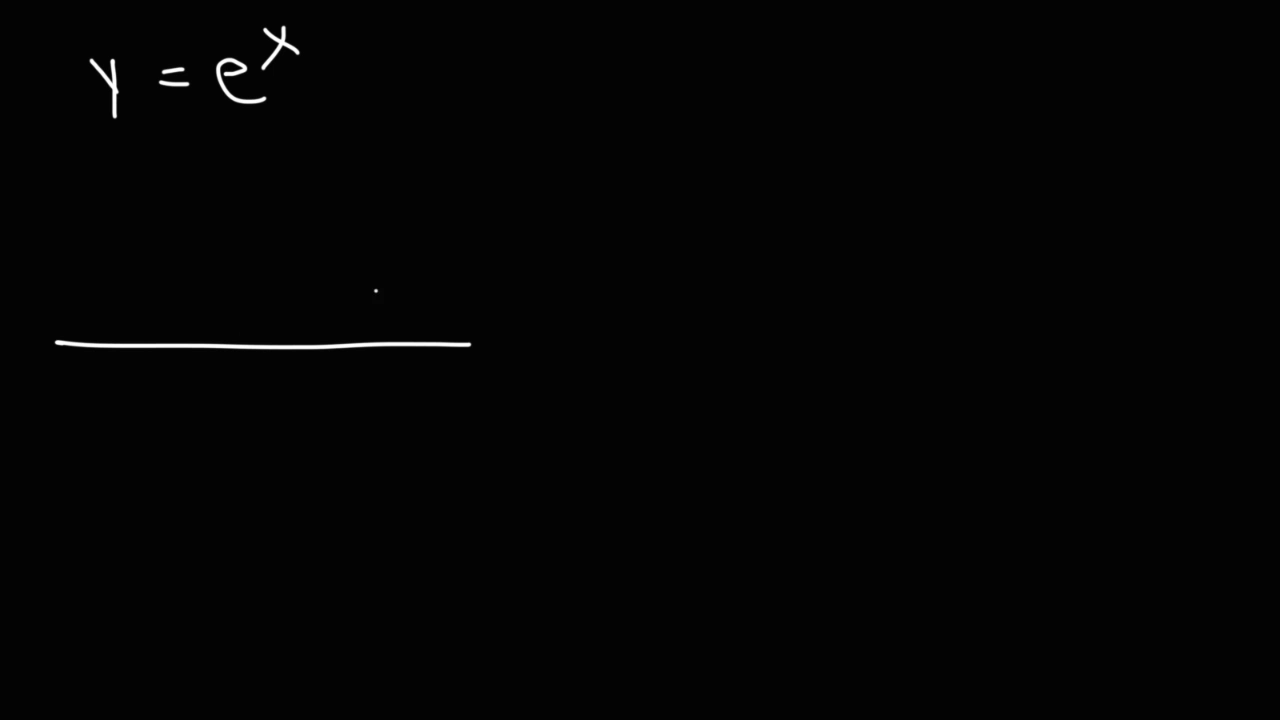 y = e^x